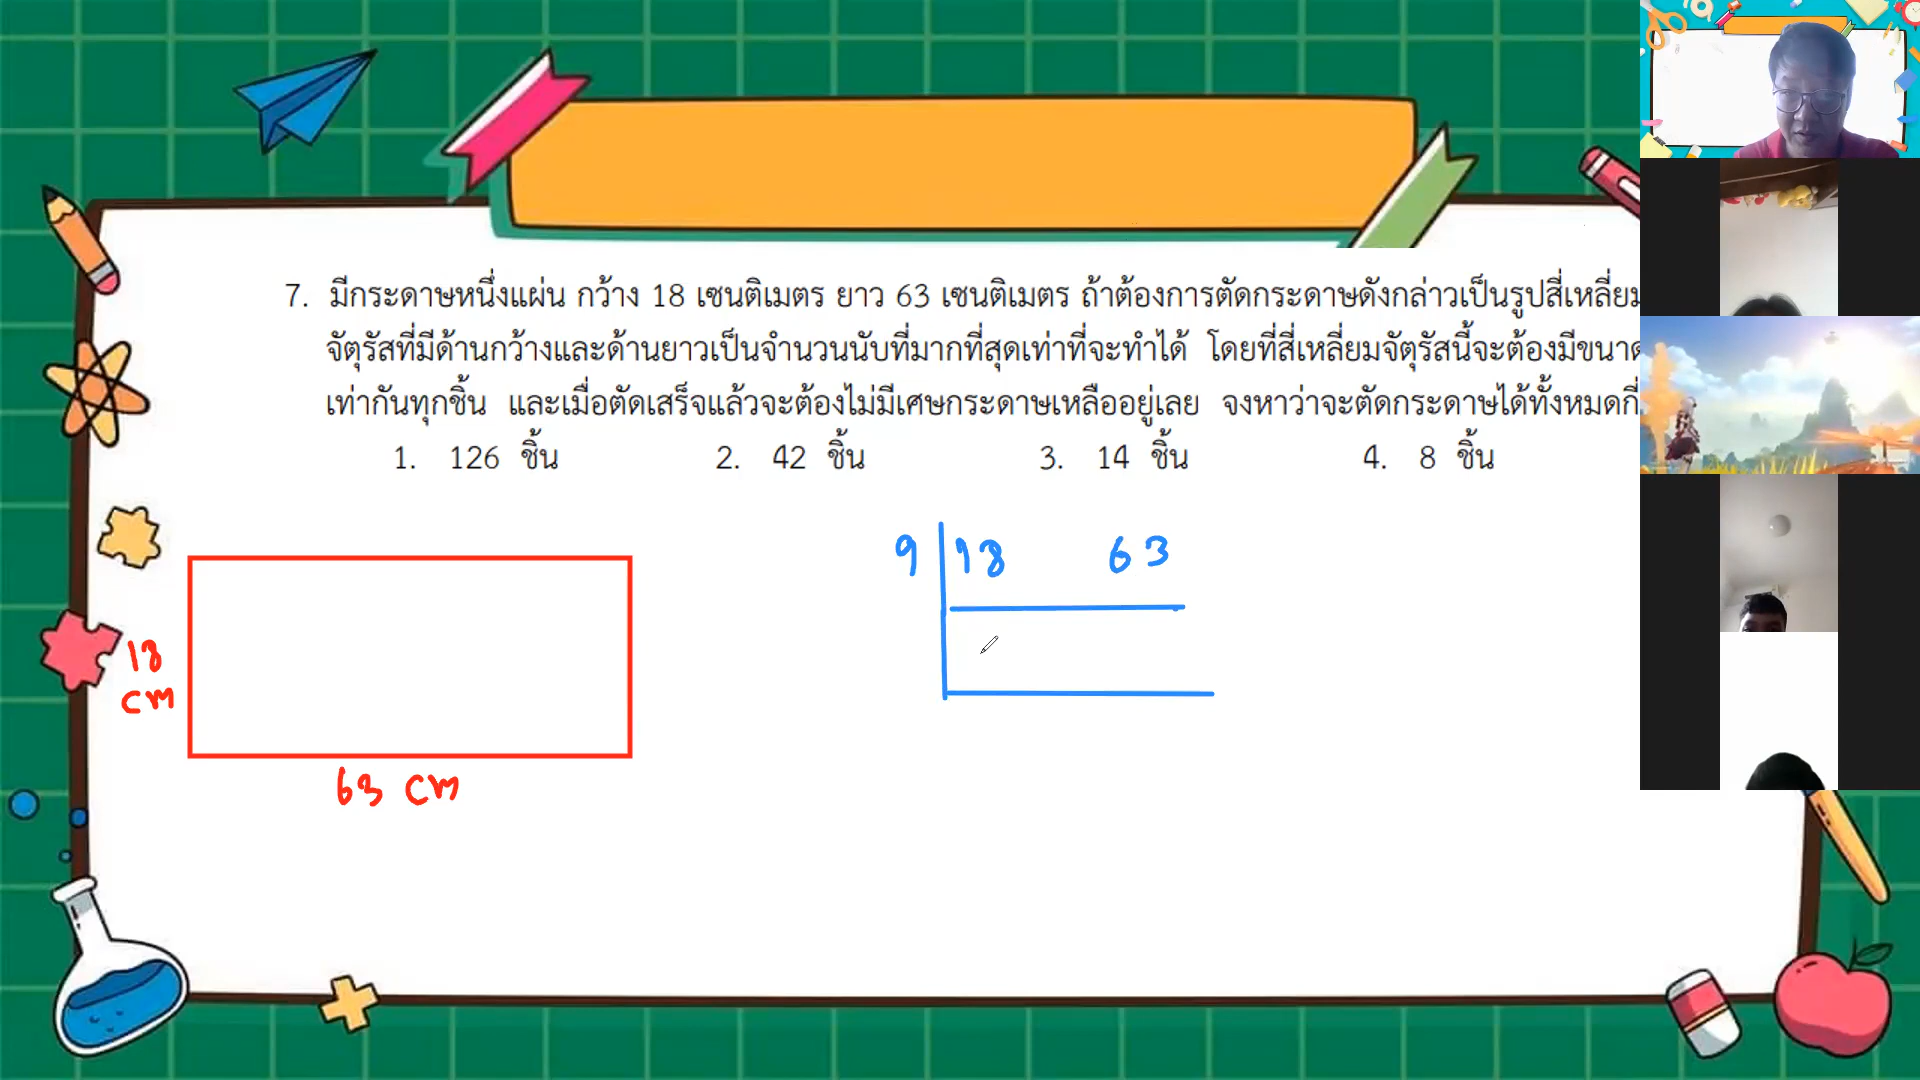 7. มีกระดาษหนึ่งแผ่น กว้าง 18 เซนติเมตร ยาว 63 เซนติเมตร ถ้าต้องการตัดกระดาษดังกล่าวเป็นรูปสี่เหลี่ยม
จัตุรัสที่มีด้านกว้างและด้านยาวเป็นจำนวนนับที่มากที่สุดเท่าที่จะทำได้ โดยที่สี่เหลี่ยมจัตุรัสนี้จะต้องมีขนาด
เท่ากันทุกชิ้น และเมื่อตัดเสร็จแล้วจะต้องไม่มีเศษกระดาษเหลืออยู่เลย จงหาว่าจะตัดกระดาษได้ทั้งหมดกี่
1. 126 ชิ้น 2. 42 ชิ้น 3. 14 ชิ้น 4. 8 ชิ้น
9 18 63
18
cm
63 cm